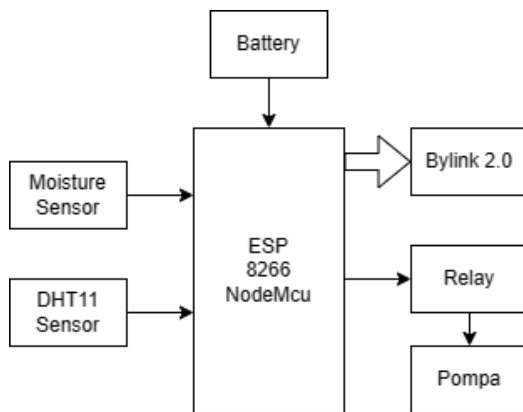 Battery
Bylink 2.0
Moisture
Sensor
ESP
8266
NodeMcu
DHT11
Sensor
Relay
Pompa